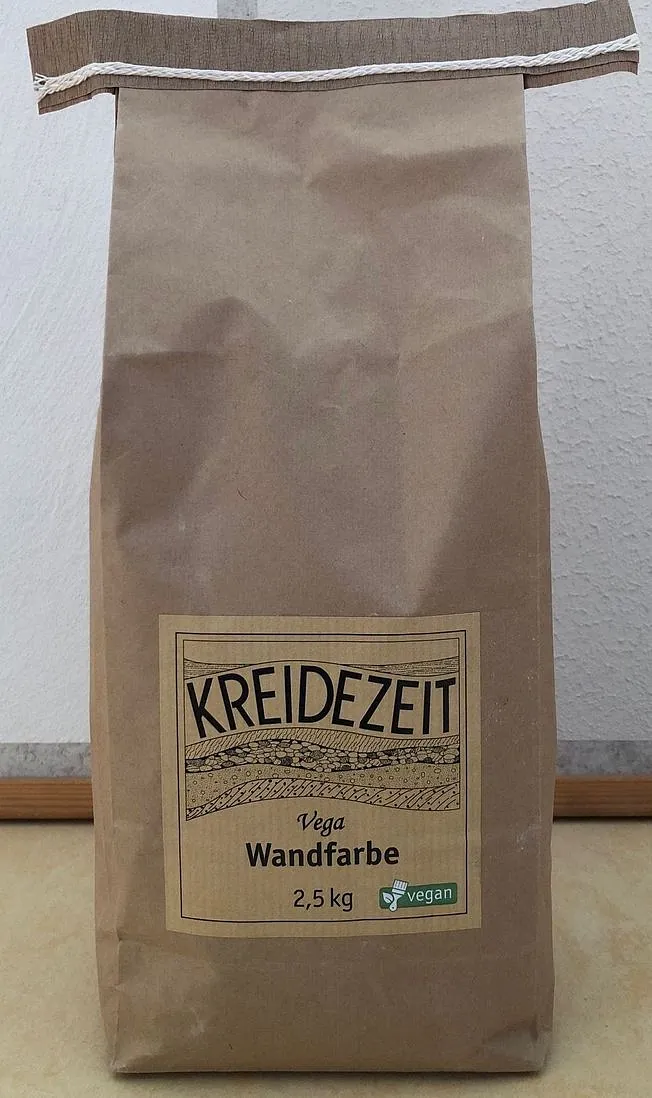 KREIDEZEIT
Vega
Wandfarbe
2,5 kg
vegan